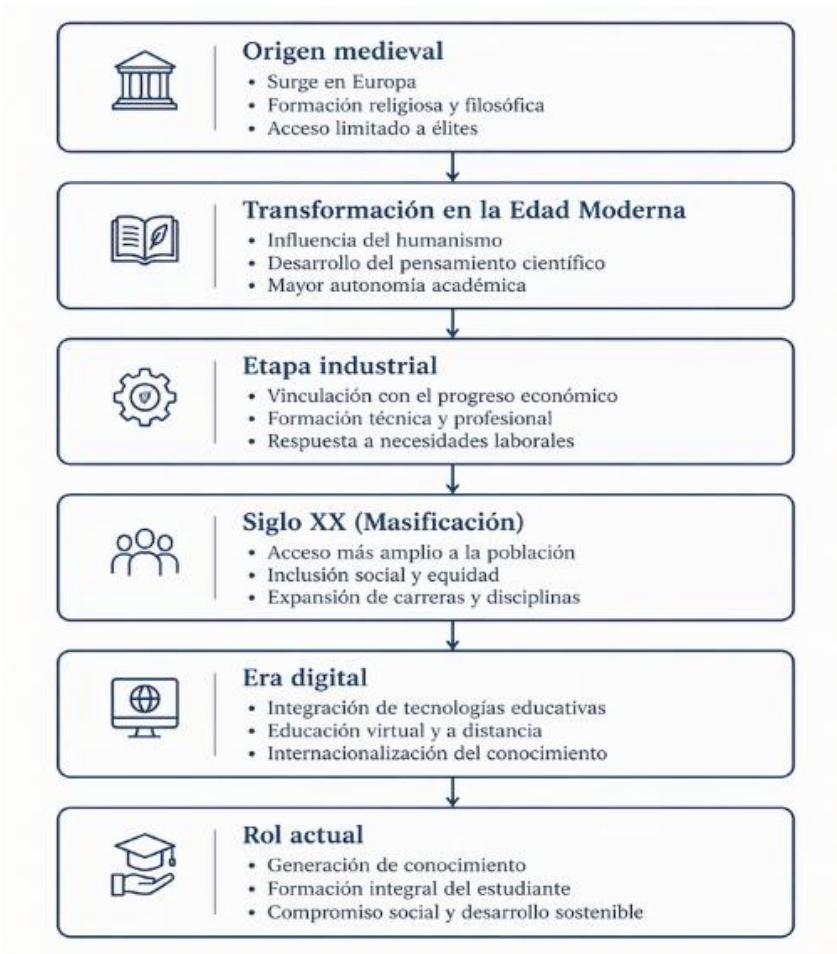 Origen medieval
• Surge en Europa
• Formación religiosa y filosófica
• Acceso limitado a élites
Transformación en la Edad Moderna
• Influencia del humanismo
• Desarrollo del pensamiento científico
• Mayor autonomía académica
Etapa industrial
• Vinculación con el progreso económico
• Formación técnica y profesional
• Respuesta a necesidades laborales
Siglo XX (Masificación)
• Acceso más amplio a la población
• Inclusión social y equidad
• Expansión de carreras y disciplinas
Era digital
• Integración de tecnologías educativas
• Educación virtual y a distancia
• Internacionalización del conocimiento
Rol actual
• Generación de conocimiento
• Formación integral del estudiante
• Compromiso social y desarrollo sostenible